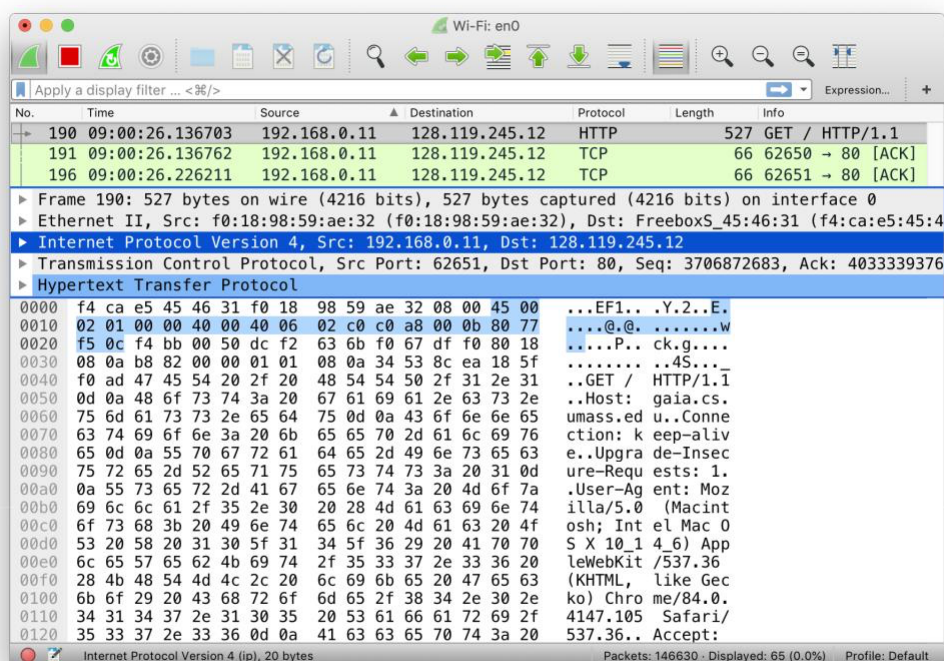 Wi-Fi: en0
Apply a display filter ... <⌘/>
Expression... +
No. Time Source Destination Protocol Length Info
190 09:00:26.136703 192.168.0.11 128.119.245.12 HTTP 527 GET / HTTP/1.1
191 09:00:26.136762 192.168.0.11 128.119.245.12 TCP 66 62650 → 80 [ACK]
196 09:00:26.226211 192.168.0.11 128.119.245.12 TCP 66 62651 → 80 [ACK]
Frame 190: 527 bytes on wire (4216 bits), 527 bytes captured (4216 bits) on interface 0
Ethernet II, Src: f0:18:98:59:ae:32 (f0:18:98:59:ae:32), Dst: FreeboxS_45:46:31 (f4:ca:e5:45:4
Internet Protocol Version 4, Src: 192.168.0.11, Dst: 128.119.245.12
Transmission Control Protocol, Src Port: 62651, Dst Port: 80, Seq: 3706872683, Ack: 4033339376
Hypertext Transfer Protocol
0000 f4 ca e5 45 46 31 f0 18 98 59 ae 32 08 00 45 00 ...EF1.. .Y.2..E.
0010 02 01 00 00 40 00 40 06 02 c0 c0 a8 00 0b 80 77 ....@.@. .......w
0020 f5 0c f4 bb 00 50 dc f2 63 6b f0 67 df f0 80 18 .....P.. ck.g....
0030 08 0a b8 82 00 00 01 01 08 0a 34 53 8c ea 18 5f ........ ..4S..._
0040 f0 ad 47 45 54 20 2f 20 48 54 54 50 2f 31 2e 31 ..GET / HTTP/1.1
0050 0d 0a 48 6f 73 74 3a 20 67 61 69 61 2e 63 73 2e ..Host: gaia.cs.
0060 75 6d 61 73 73 2e 65 64 75 0d 0a 43 6f 6e 6e 65 umass.ed u..Conne
0070 63 74 69 6f 6e 3a 20 6b 65 65 70 2d 61 6c 69 76 ction: k eep-aliv
0080 65 0d 0a 55 70 67 72 61 64 65 2d 49 6e 73 65 63 e..Upgra de-Insec
0090 75 72 65 2d 52 65 71 75 65 73 74 73 3a 20 31 0d ure-Requ ests: 1.
00a0 0a 55 73 65 72 2d 41 67 65 6e 74 3a 20 4d 6f 7a .User-Ag ent: Moz
00b0 69 6c 6c 61 2f 35 2e 30 20 28 4d 61 63 69 6e 74 illa/5.0 (Macint
00c0 6f 73 68 3b 20 49 6e 74 65 6c 20 4d 61 63 20 4f osh; Int el Mac O
00d0 53 20 58 20 31 30 5f 31 34 5f 36 29 20 41 70 70 S X 10_1 4_6) App
00e0 6c 65 57 65 62 4b 69 74 2f 35 33 37 2e 33 36 20 leWebKit /537.36
00f0 28 4b 48 54 4d 4c 2c 20 6c 69 6b 65 20 47 65 63 (KHTML, like Gec
0100 6b 6f 29 20 43 68 72 6f 6d 65 2f 38 34 2e 30 2e ko) Chro me/84.0.
0110 34 31 34 37 2e 31 30 35 20 53 61 66 61 72 69 2f 4147.105 Safari/
0120 35 33 37 2e 33 36 0d 0a 41 63 63 65 70 74 3a 20 537.36.. Accept:
Internet Protocol Version 4 (ip), 20 bytes Packets: 146630 · Displayed: 65 (0.0%) Profile: Default